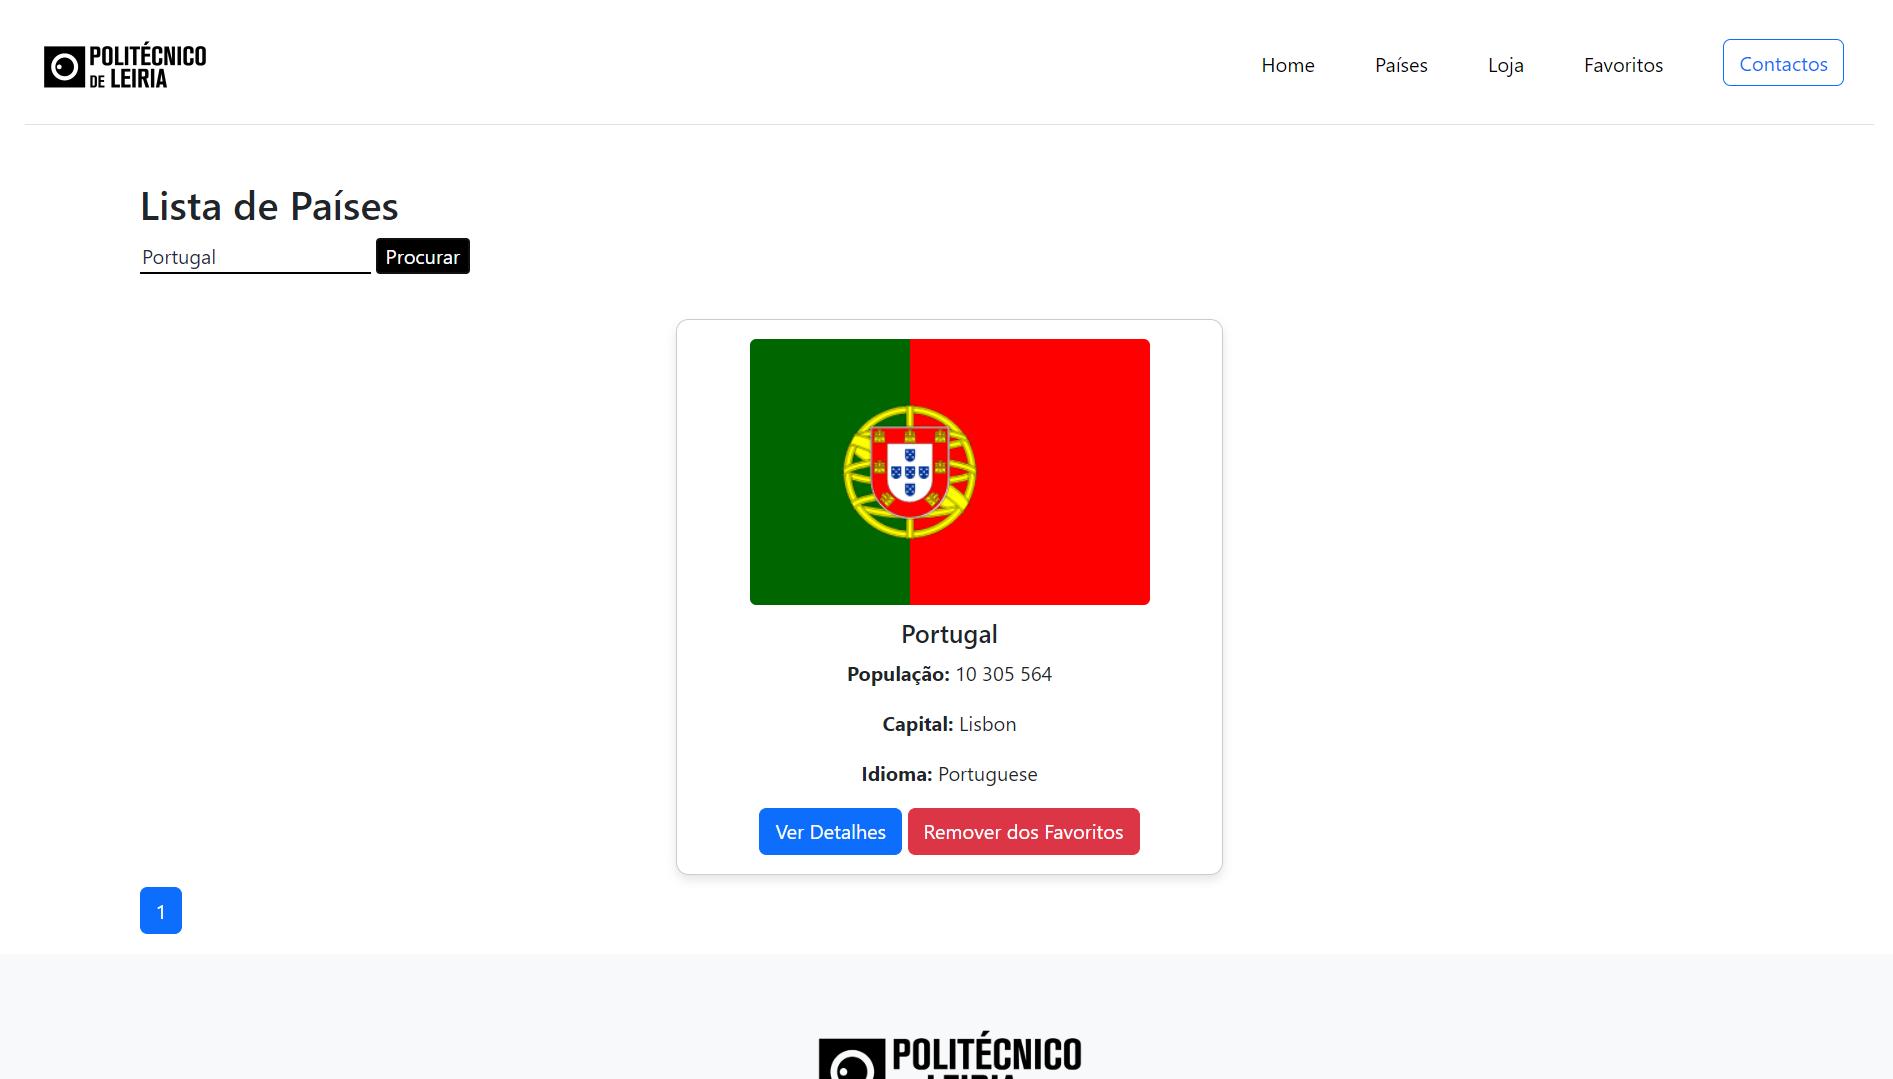 POLITÉCNICO
DE LEIRIA
Home
Países
Loja
Favoritos
Contactos
Lista de Países
Portugal
Procurar
Portugal
População: 10 305 564
Capital: Lisbon
Idioma: Portuguese
Ver Detalhes
Remover dos Favoritos
1
POLITÉCNICO
LEIRIA